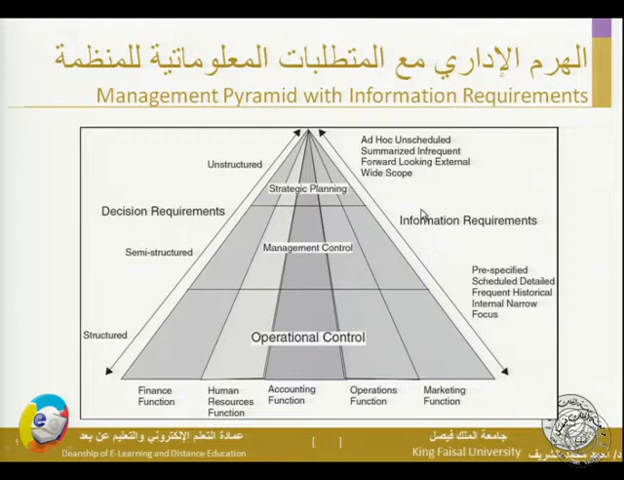 الهرم الإداري مع المتطلبات المعلوماتية للمنظمة
Management Pyramid with Information Requirements
Ad Hoc Unscheduled
Summarized Infrequent
Forward Looking External
Wide Scope
Unstructured
Strategic Planning
Decision Requirements
Information Requirements
Management Control
Semi-structured
Pre-specified
Scheduled Detailed
Frequent Historical
Internal Narrow
Focus
Structured
Operational Control
Finance
Function
Human
Resources
Function
Accounting
Function
Operations
Function
Marketing
Function
عمادة التعلم الإلكتروني والتعليم عن بعد
Deanship of E-Learning and Distance Education
[ ]
جامعة الملك فيصل
King Faisal University